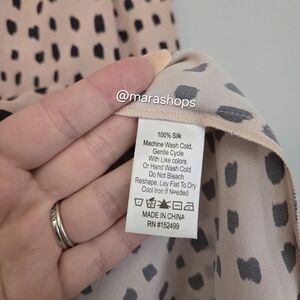 @marashops
100% Silk
Machine Wash Cold,
Gentle Cycle
With Like colors
Or Hand Wash Cold
Do Not Bleach
Reshape, Lay Flat To Dry
Cool Iron If Needed
MADE IN CHINA
RN #152499